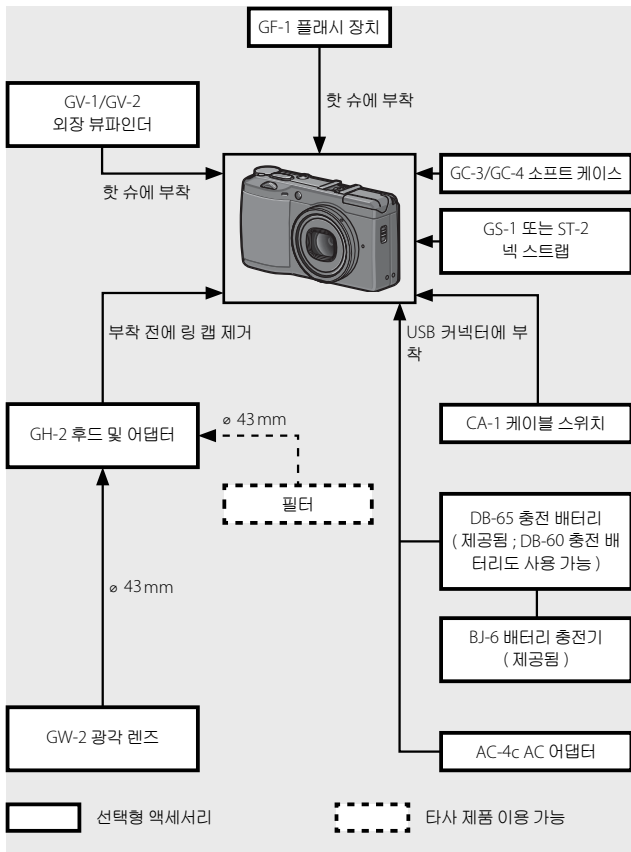 GF-1 플래시 장치
핫 슈에 부착
GV-1/GV-2
외장 뷰파인더
핫 슈에 부착
GC-3/GC-4 소프트 케이스
GS-1 또는 ST-2
넥 스트랩
부착 전에 링 캡 제거
USB 커넥터에 부
착
GH-2 후드 및 어댑터
ø 43 mm
CA-1 케이블 스위치
필터
DB-65 충전 배터리
( 제공됨 ; DB-60 충전 배
터리도 사용 가능 )
ø 43 mm
BJ-6 배터리 충전기
( 제공됨 )
GW-2 광각 렌즈
AC-4c AC 어댑터
선택형 액세서리
타사 제품 이용 가능